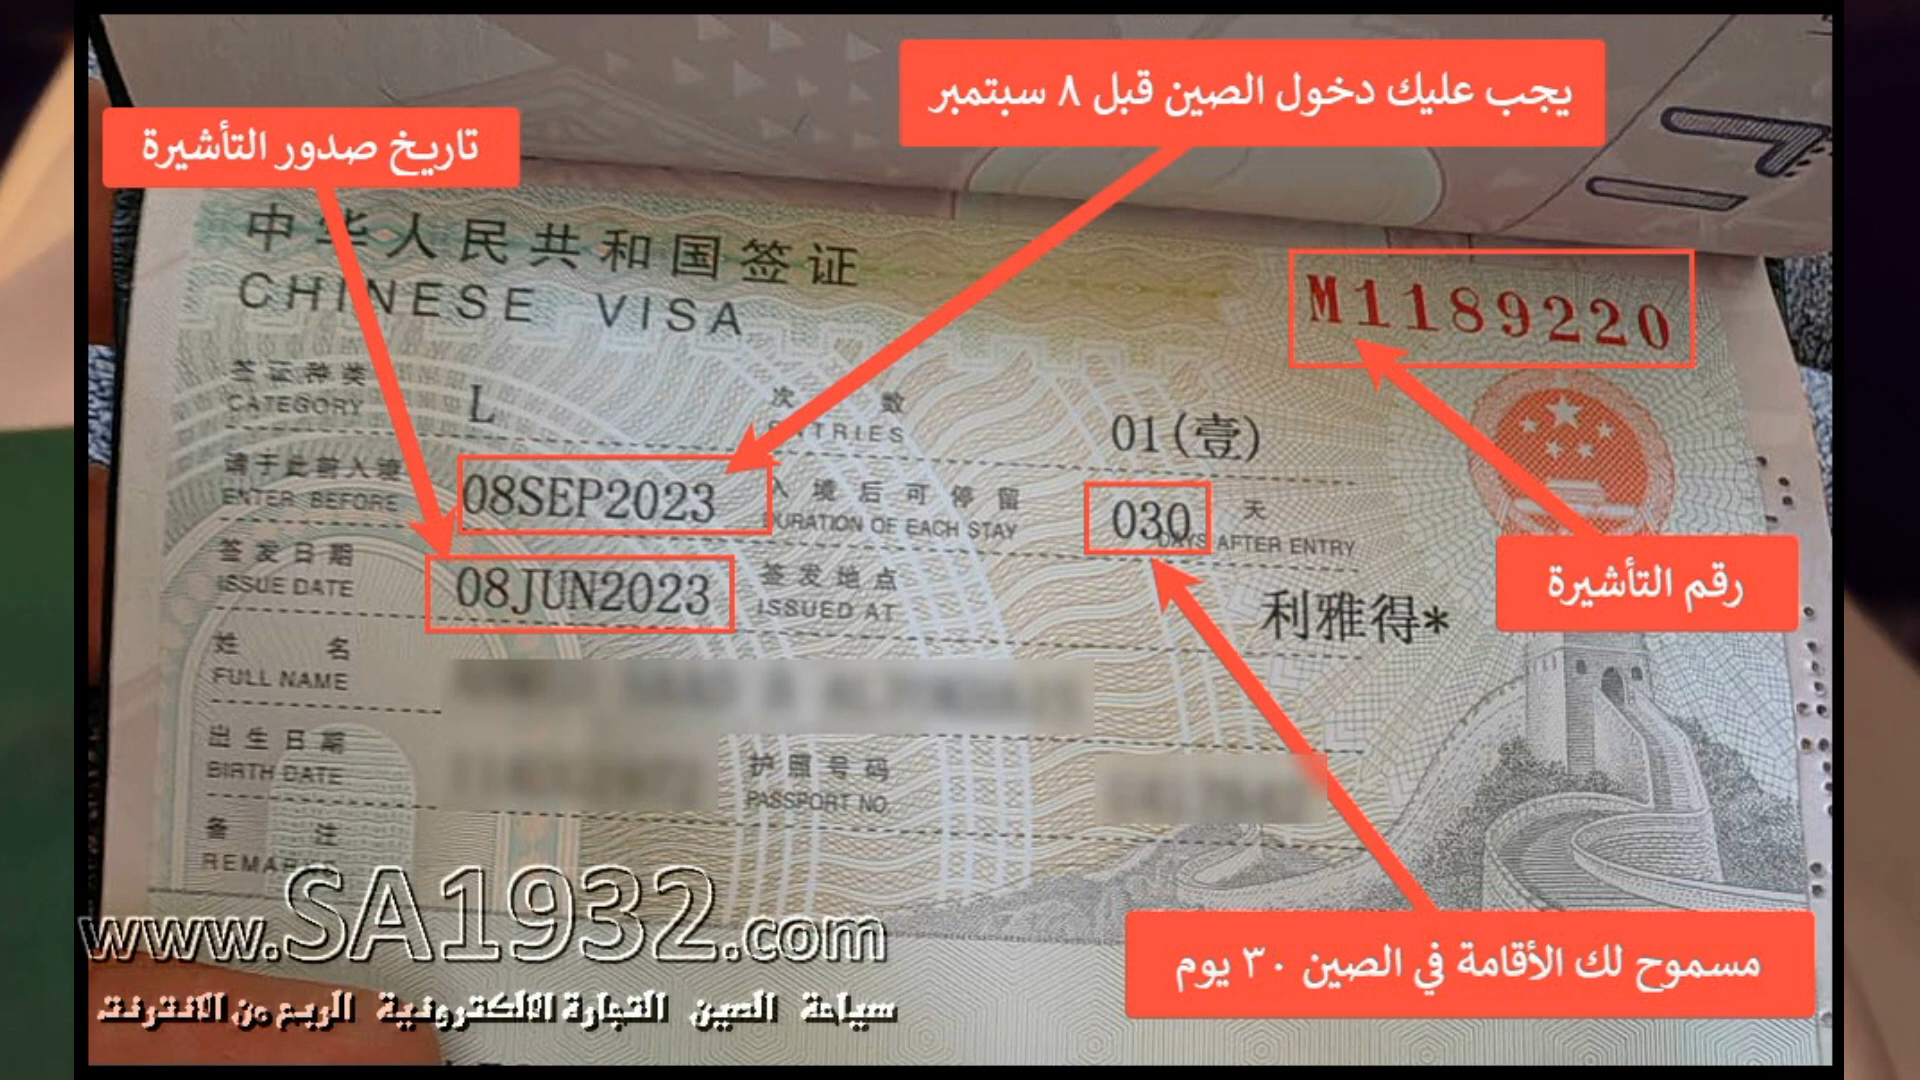 يجب عليك دخول الصين قبل ٨ سبتمبر
تاريخ صدور التأشيرة
中华人民共和国签证
CHINESE VISA
M1189220
签证种类
CATEGORY
L
次数
ENTRIES
01(壹)
请于此前入境
ENTER BEFORE
08SEP2023
入境后可停留
DURATION OF EACH STAY
030
天
DAYS AFTER ENTRY
签发日期
ISSUE DATE
08JUN2023
签发地点
ISSUED AT
利雅得*
رقم التأشيرة
姓名
FULL NAME
出生日期
BIRTH DATE
护照号码
PASSPORT NO.
备注
REMARKS
www.SA1932.com
سياحة الصين التجارة الالكترونية الربح من الانترنت
مسموح لك الأقامة في الصين ٣٠ يوم